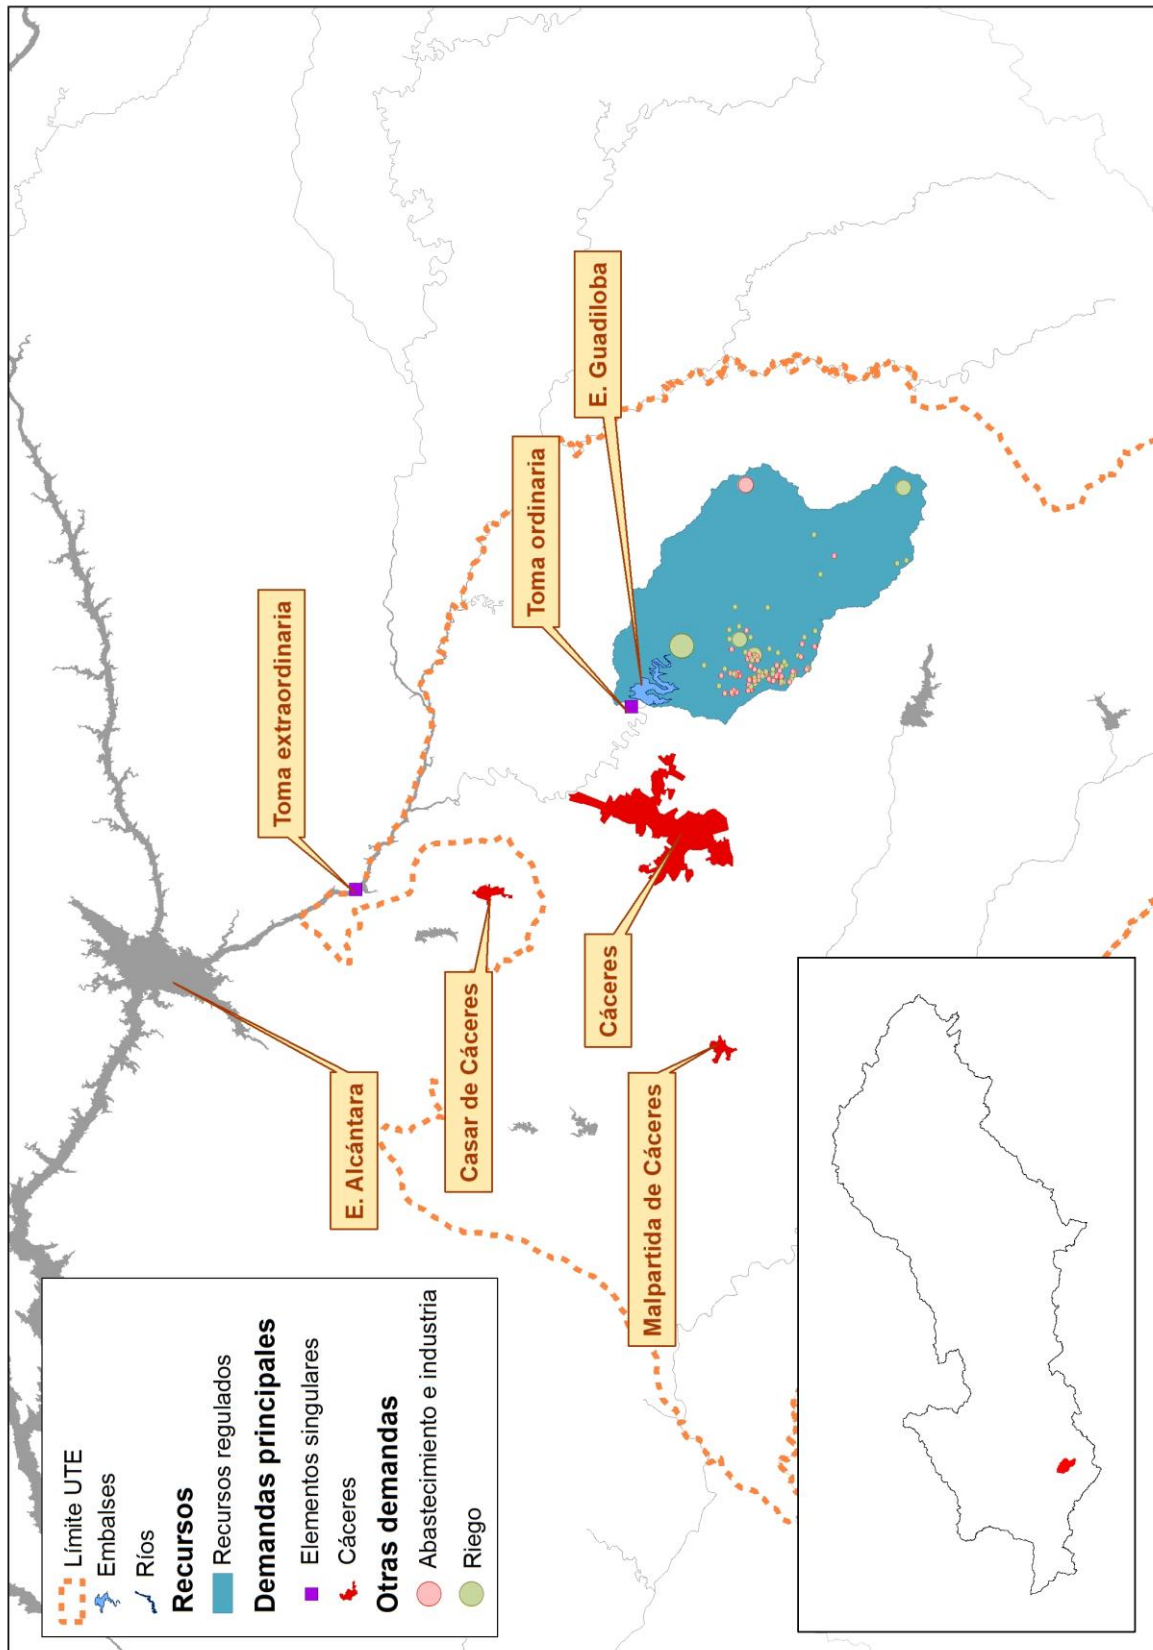 Límite UTE
Embalses
Ríos
Recursos
Recursos regulados
Demandas principales
Elementos singulares
Cáceres
Otras demandas
Abastecimiento e industria
Riego
E. Alcántara
Toma extraordinaria
Casar de Cáceres
Toma ordinaria
E. Guadiloba
Cáceres
Malpartida de Cáceres